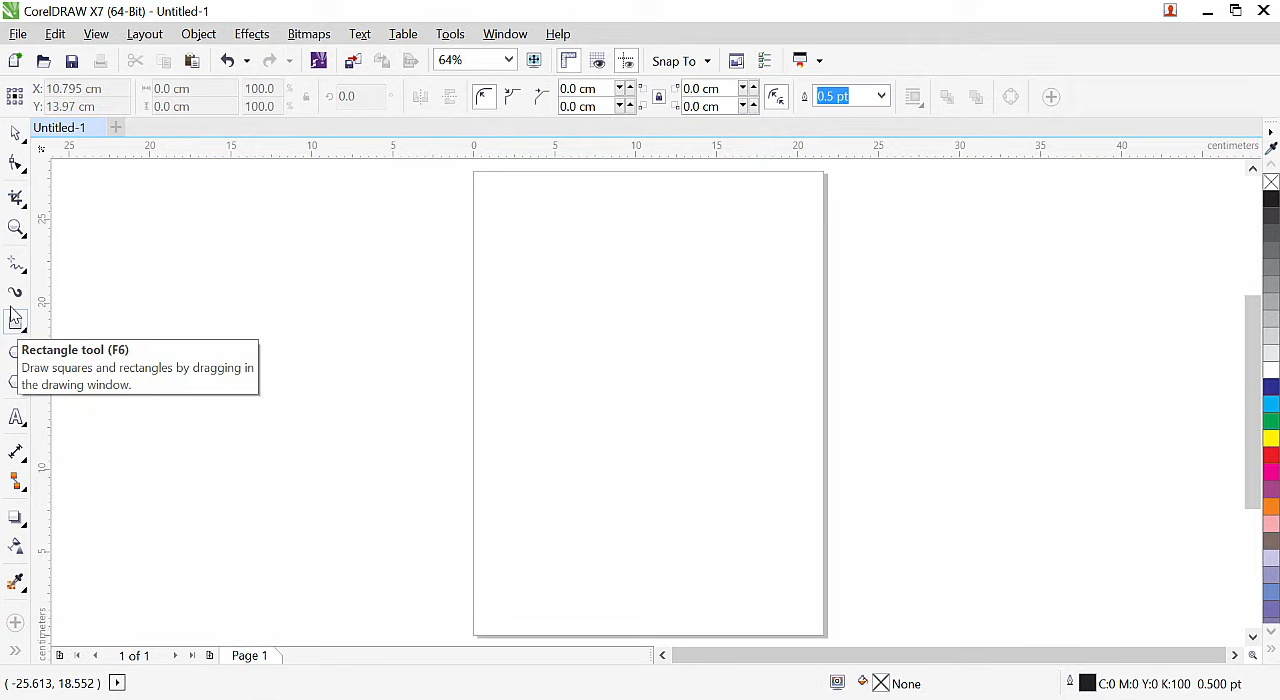 CorelDRAW X7 (64-Bit) - Untitled-1
File Edit View Layout Object Effects Bitmaps Text Table Tools Window Help
64% Snap To
X: 10.795 cm 0.0 cm 100.0 % 0.0 ° 0.0 cm 0.0 cm 0.5 pt
Y: 13.97 cm 0.0 cm 100.0 % 0.0 cm 0.0 cm
Untitled-1
25 20 15 10 5 0 5 10 15 20 25 30 35 40 centimeters
25
20
Rectangle tool (F6)
Draw squares and rectangles by dragging in
the drawing window.
10
5
centimeters
1 of 1 Page 1
( -25.613, 18.552 ) None C:0 M:0 Y:0 K:100 0.500 pt